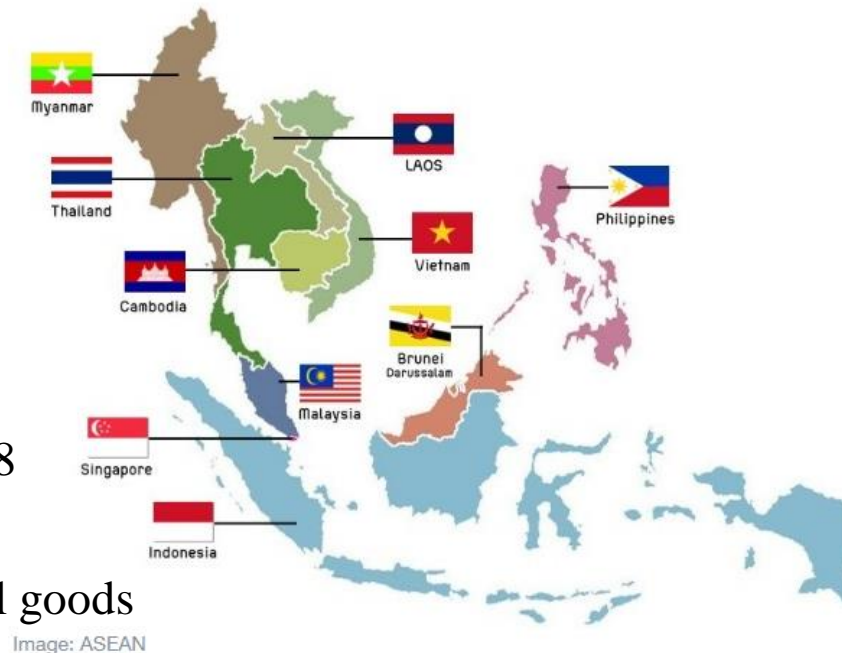 Myanmar
LAOS
Thailand
Philippines
Vietnam
Cambodia
Brunei
Darussalam
Malaysia
8
Singapore
Indonesia
goods
Image: ASEAN